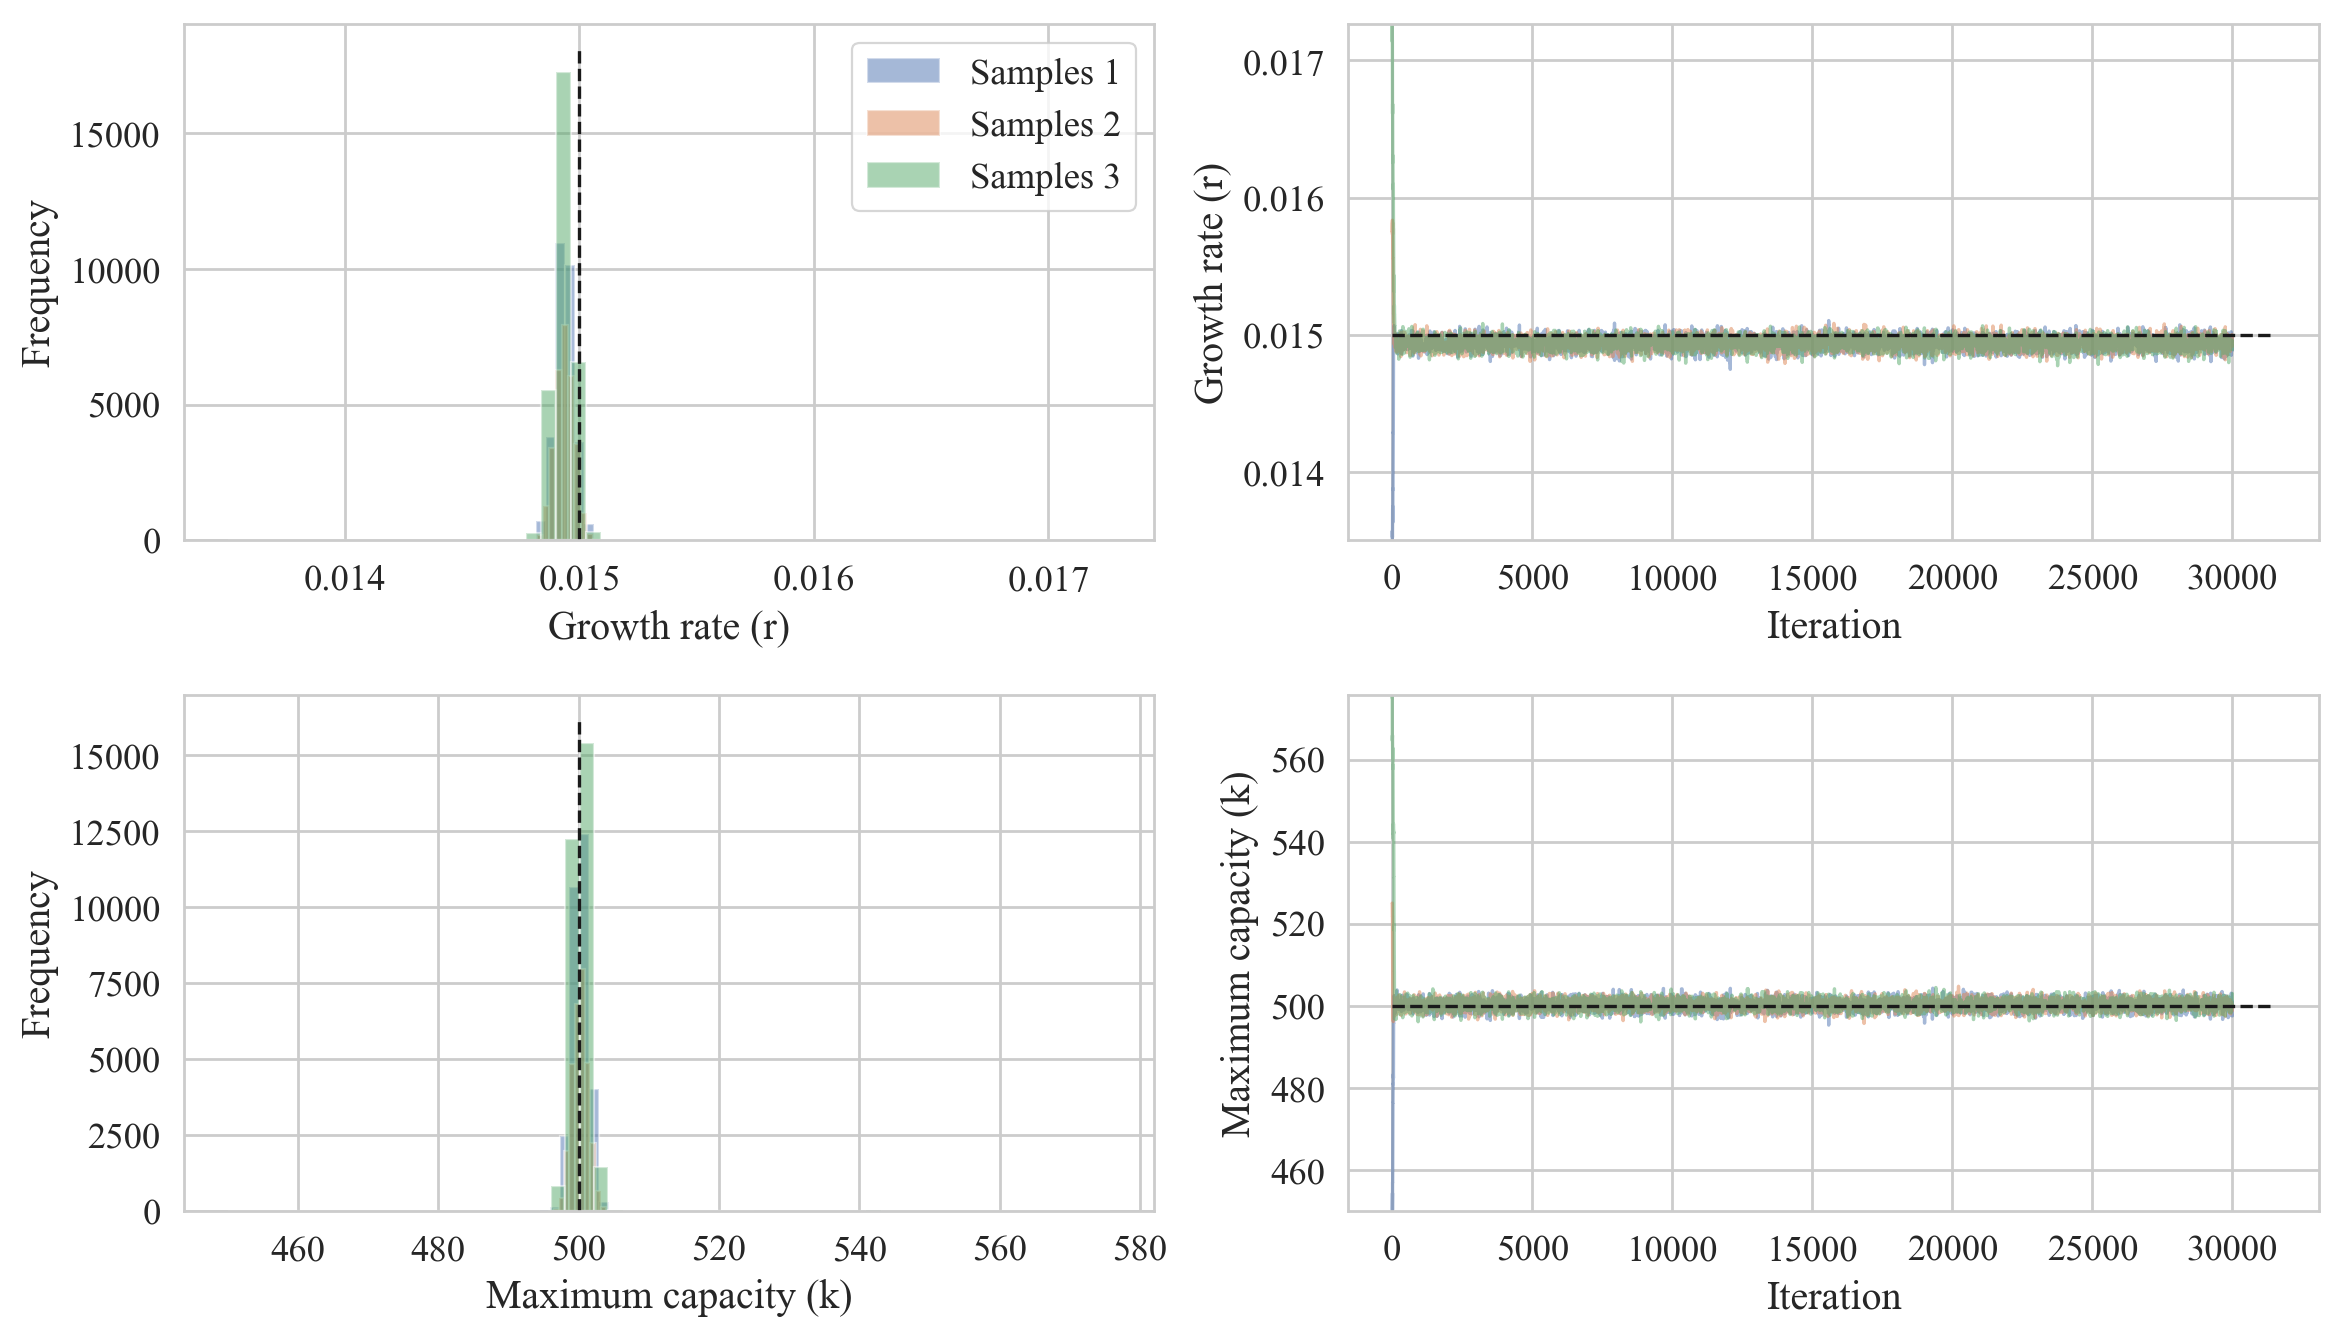 Samples 1
Samples 2
Samples 3
Frequency
15000
10000
5000
0
0.014 0.015 0.016 0.017
Growth rate (r)
Growth rate (r)
0.017
0.016
0.015
0.014
0 5000 10000 15000 20000 25000 30000
Iteration
Frequency
15000
12500
10000
7500
5000
2500
0
460 480 500 520 540 560 580
Maximum capacity (k)
Maximum capacity (k)
560
540
520
500
480
460
0 5000 10000 15000 20000 25000 30000
Iteration